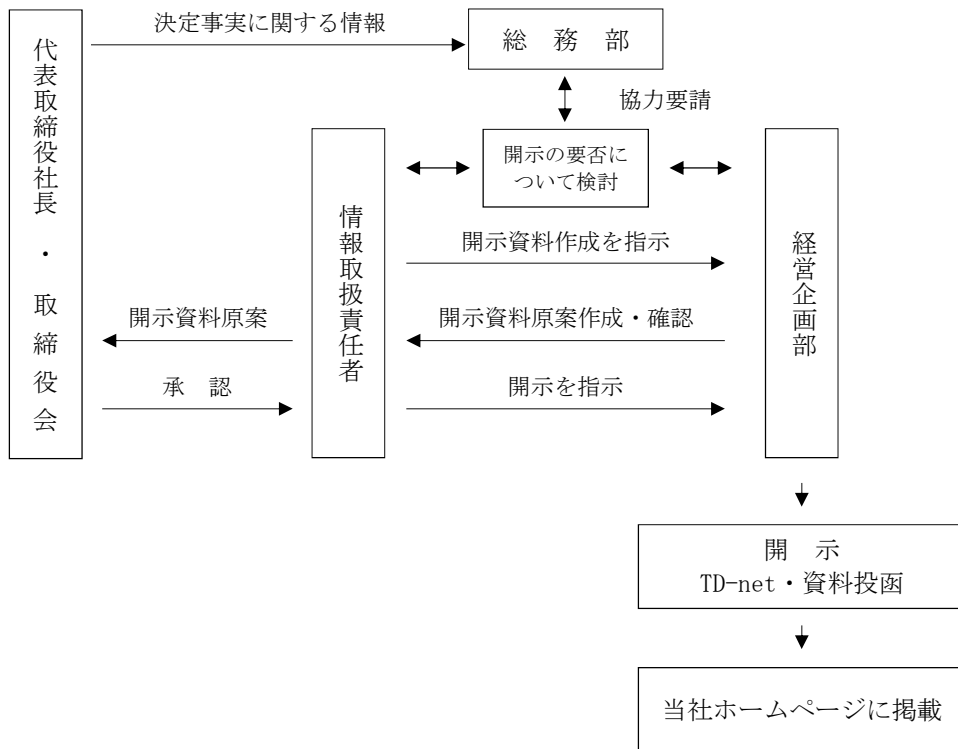 決定事実に関する情報
総　務　部
代表取締役社長　・　取締役会
協力要請
開示の要否に
ついて検討
情報取扱責任者
経営企画部
開示資料作成を指示
開示資料原案
開示資料原案作成・確認
承　認
開示を指示
開　示
TD-net・資料投函
当社ホームページに掲載